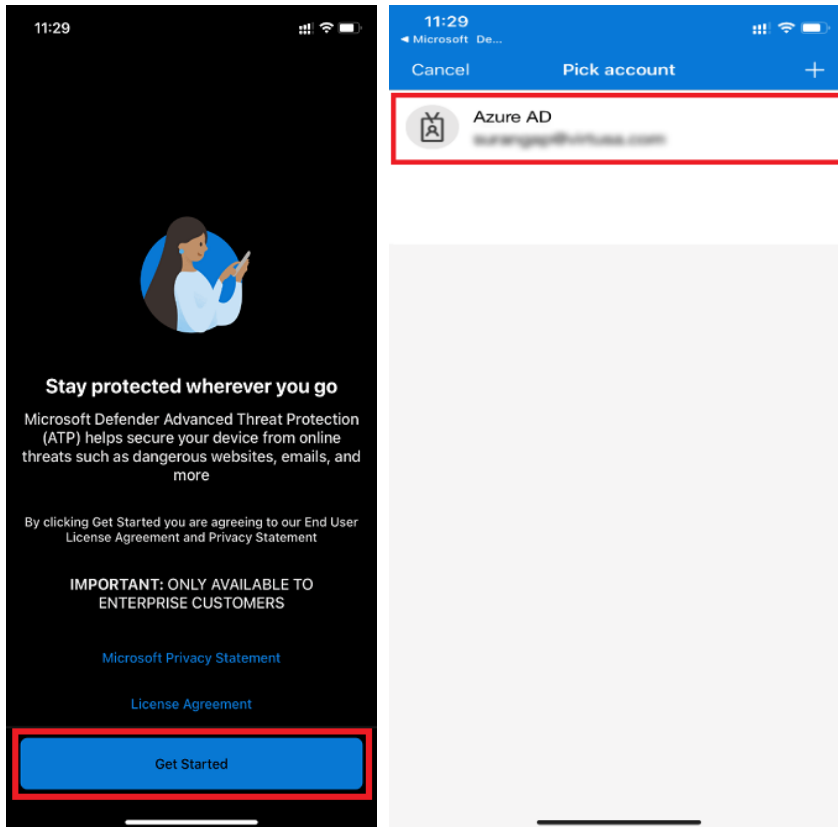 11:29
Stay protected wherever you go
Microsoft Defender Advanced Threat Protection
(ATP) helps secure your device from online
threats such as dangerous websites, emails, and
more
By clicking Get Started you are agreeing to our End User
License Agreement and Privacy Statement
IMPORTANT: ONLY AVAILABLE TO
ENTERPRISE CUSTOMERS
Microsoft Privacy Statement
License Agreement
Get Started
11:29
◀ Microsoft De...
Cancel
Pick account
+
Azure AD